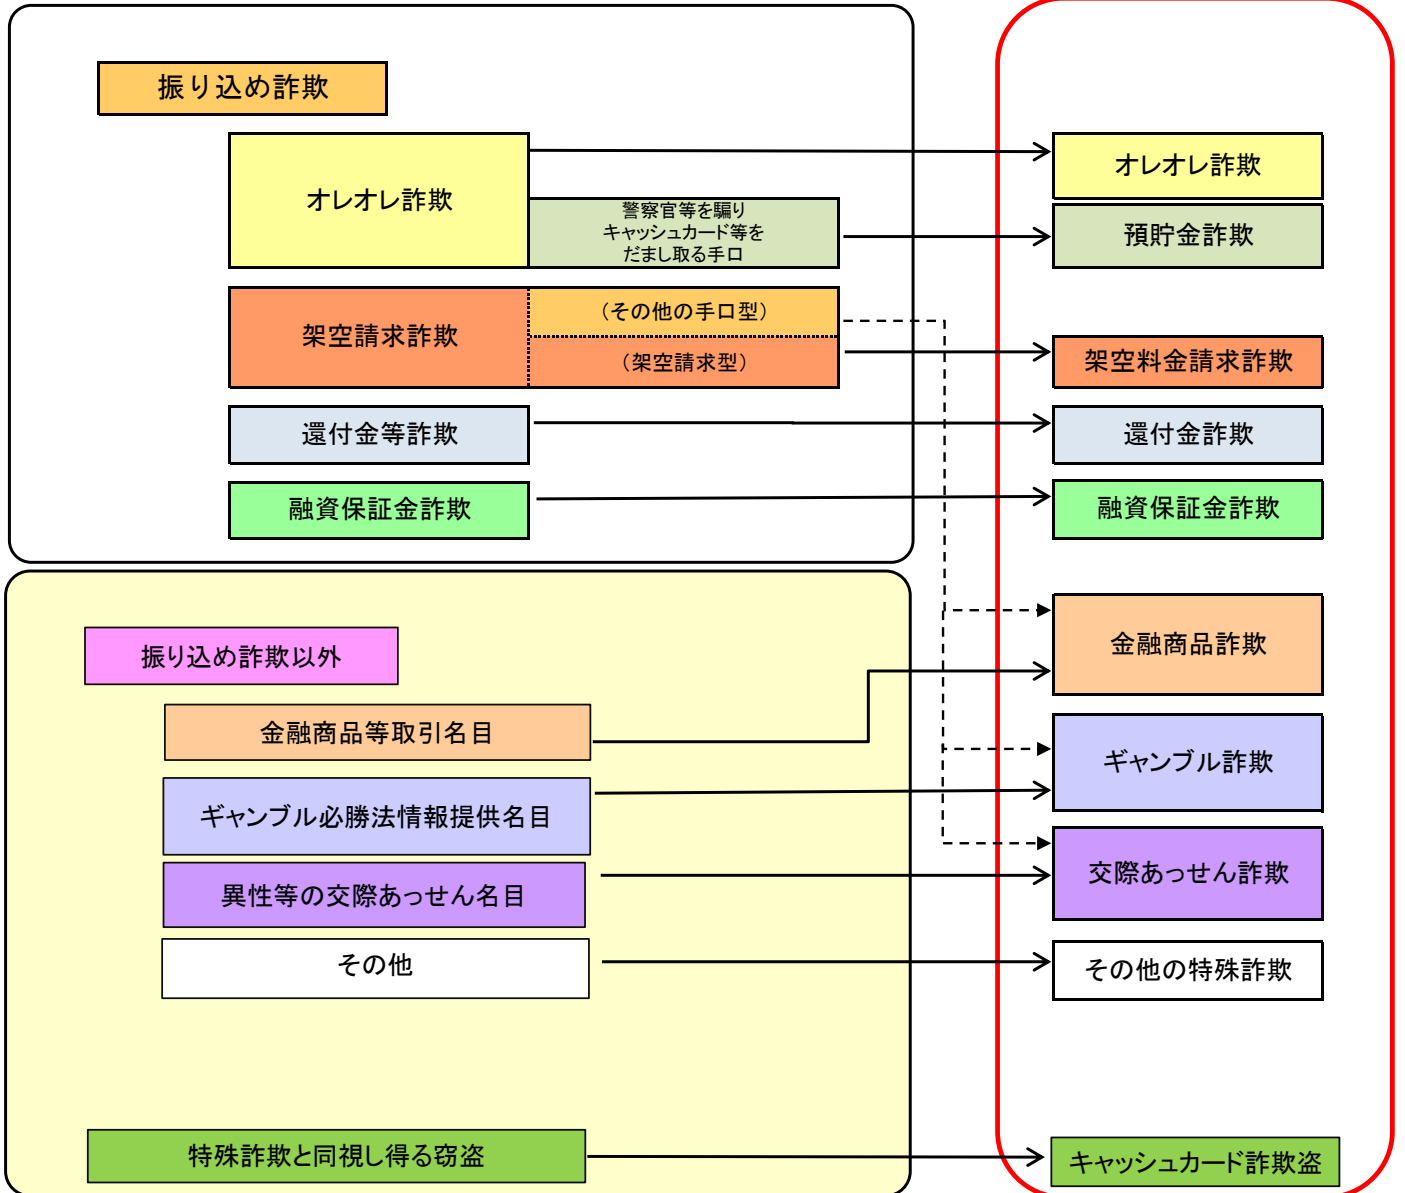 振り込め詐欺
オレオレ詐欺
警察官等を騙り
キャッシュカード等を
だまし取る手口
架空請求詐欺
（その他の手口型）
（架空請求型）
還付金等詐欺
融資保証金詐欺
振り込め詐欺以外
金融商品等取引名目
ギャンブル必勝法情報提供名目
異性等の交際あっせん名目
その他
特殊詐欺と同視し得る窃盗
オレオレ詐欺
預貯金詐欺
架空料金請求詐欺
還付金詐欺
融資保証金詐欺
金融商品詐欺
ギャンブル詐欺
交際あっせん詐欺
その他の特殊詐欺
キャッシュカード詐欺盗